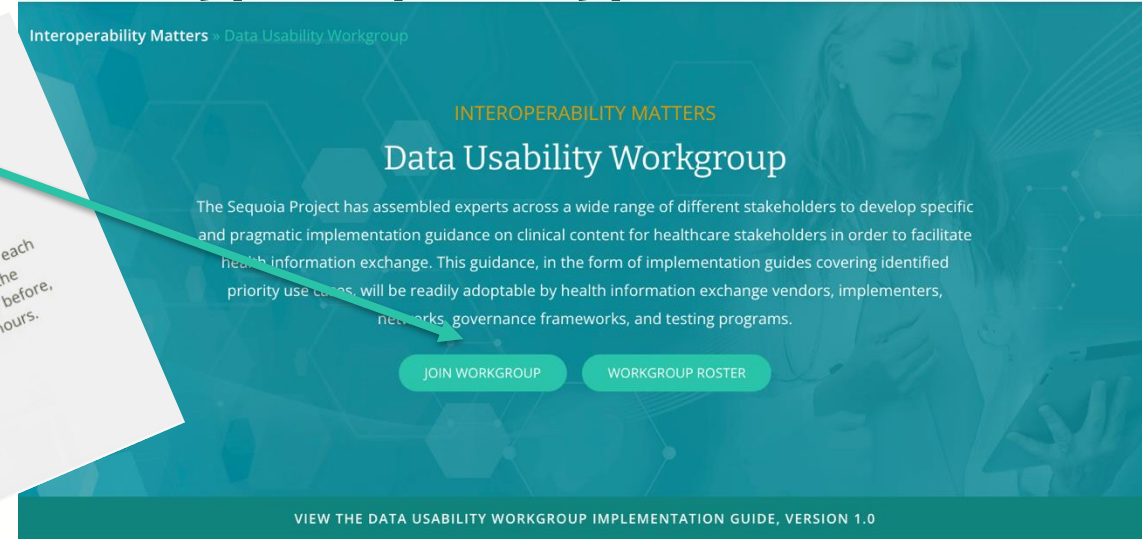 Interoperability Matters » Data Usability Workgroup
INTEROPERABILITY MATTERS
Data Usability Workgroup
The Sequoia Project has assembled experts across a wide range of different stakeholders to develop specific
and pragmatic implementation guidance on clinical content for healthcare stakeholders in order to facilitate
health information exchange. This guidance, in the form of implementation guides covering identified
priority use cases, will be readily adoptable by health information exchange vendors, implementers,
networks, governance frameworks, and testing programs.
each
the
before,
hours.
JOIN WORKGROUP
WORKGROUP ROSTER
VIEW THE DATA USABILITY WORKGROUP IMPLEMENTATION GUIDE, VERSION 1.0